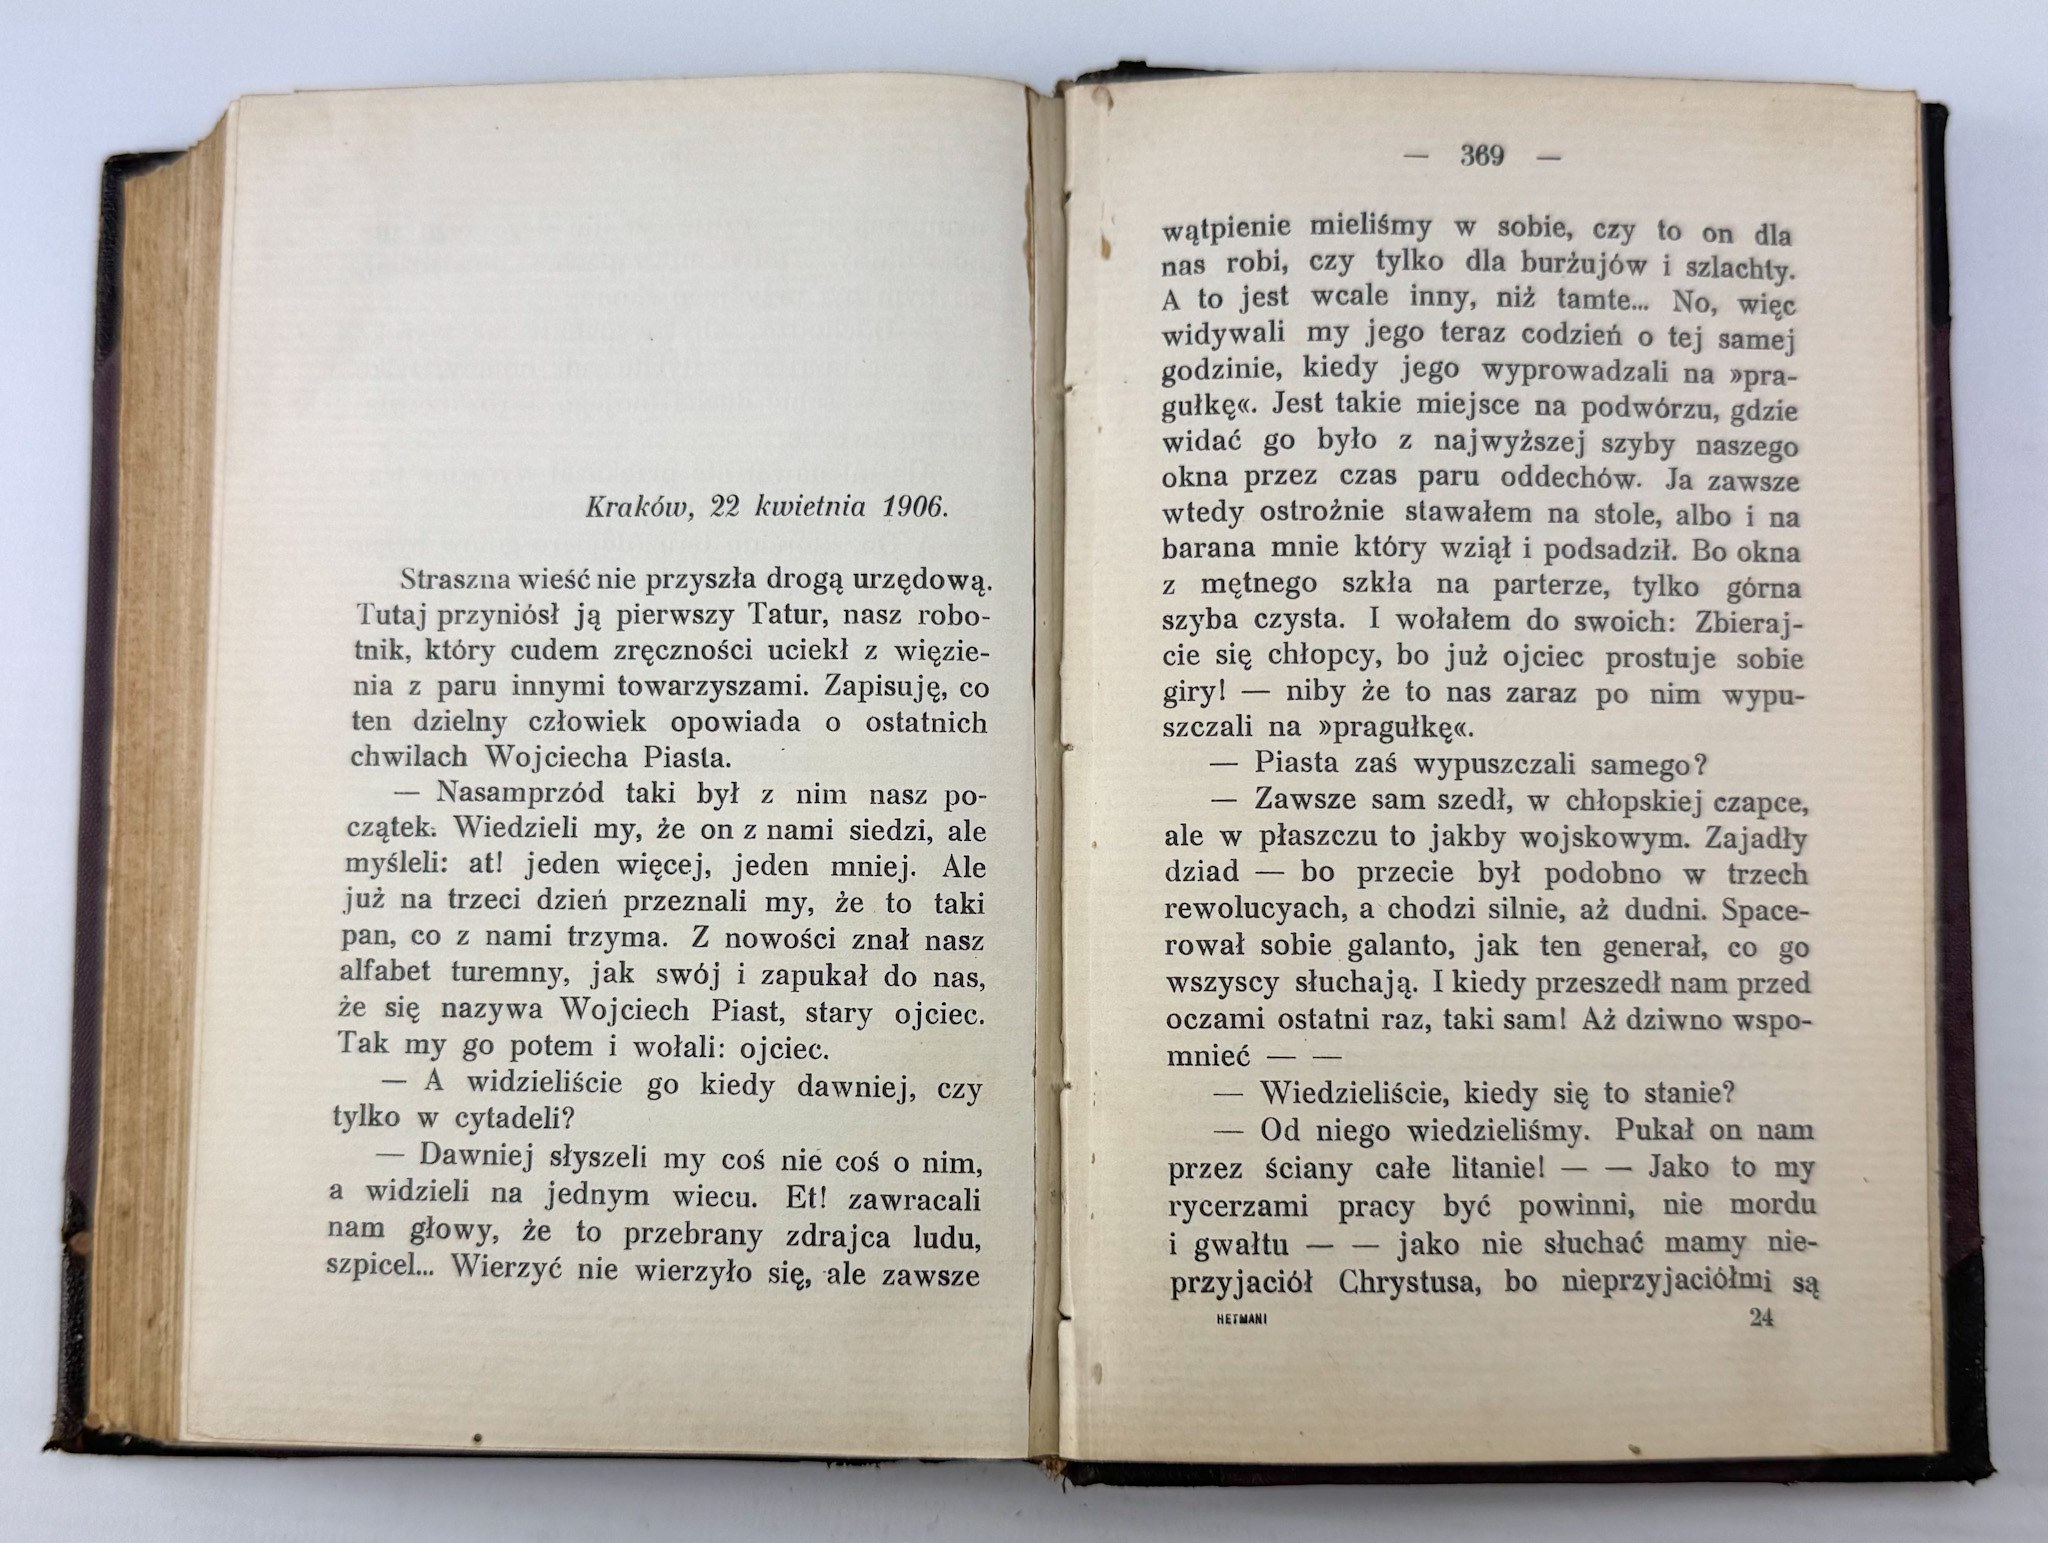 Kraków, 22 kwietnia 1906.
Straszna wieść nie przyszła drogą urzędową.
Tutaj przyniósł ją pierwszy Tatur, nasz robo-
tnik, który cudem zręczności uciekł z więzie-
nia z paru innymi towarzyszami. Zapisuję, co
ten dzielny człowiek opowiada o ostatnich
chwilach Wojciecha Piasta.
— Nasamprzód taki był z nim nasz po-
czątek. Wiedzieli my, że on z nami siedzi, ale
myśleli: at! jeden więcej, jeden mniej. Ale
już na trzeci dzień przeznali my, że to taki
pan, co z nami trzyma. Z nowości znał nasz
alfabet turemny, jak swój i zapukał do nas,
że się nazywa Wojciech Piast, stary ojciec.
Tak my go potem i wołali: ojciec.
— A widzieliście go kiedy dawniej, czy
tylko w cytadeli?
— Dawniej słyszeli my coś nie coś o nim,
a widzieli na jednym wiecu. Et! zawracali
nam głowy, że to przebrany zdrajca ludu,
szpicel... Wierzyć nie wierzyło się, ale zawsze
— 369 —
wątpienie mieliśmy w sobie, czy to on dla
nas robi, czy tylko dla burżujów i szlachty.
A to jest wcale inny, niż tamte... No, więc
widywali my jego teraz codzień o tej samej
godzinie, kiedy jego wyprowadzali na »pra-
gułkę«. Jest takie miejsce na podwórzu, gdzie
widać go było z najwyższej szyby naszego
okna przez czas paru oddechów. Ja zawsze
wtedy ostrożnie stawałem na stole, albo i na
barana mnie który wziął i podsadził. Bo okna
z mętnego szkła na parterze, tylko górna
szyba czysta. I wołałem do swoich: Zbieraj-
cie się chłopcy, bo już ojciec prostuje sobie
giry! — niby że to nas zaraz po nim wypu-
szczali na »pragułkę«.
— Piasta zaś wypuszczali samego?
— Zawsze sam szedł, w chłopskiej czapce,
ale w płaszczu to jakby wojskowym. Zajadły
dziad — bo przecie był podobno w trzech
rewolucyach, a chodzi silnie, aż dudni. Space-
rował sobie galanto, jak ten generał, co go
wszyscy słuchają. I kiedy przeszedł nam przed
oczami ostatni raz, taki sam! Aż dziwno wspo-
mnieć — —
— Wiedzieliście, kiedy się to stanie?
— Od niego wiedzieliśmy. Pukał on nam
przez ściany całe litanie! — — Jako to my
rycerzami pracy być powinni, nie mordu
i gwałtu — — jako nie słuchać mamy nie-
przyjaciół Chrystusa, bo nieprzyjaciółmi są
HETMANI 24